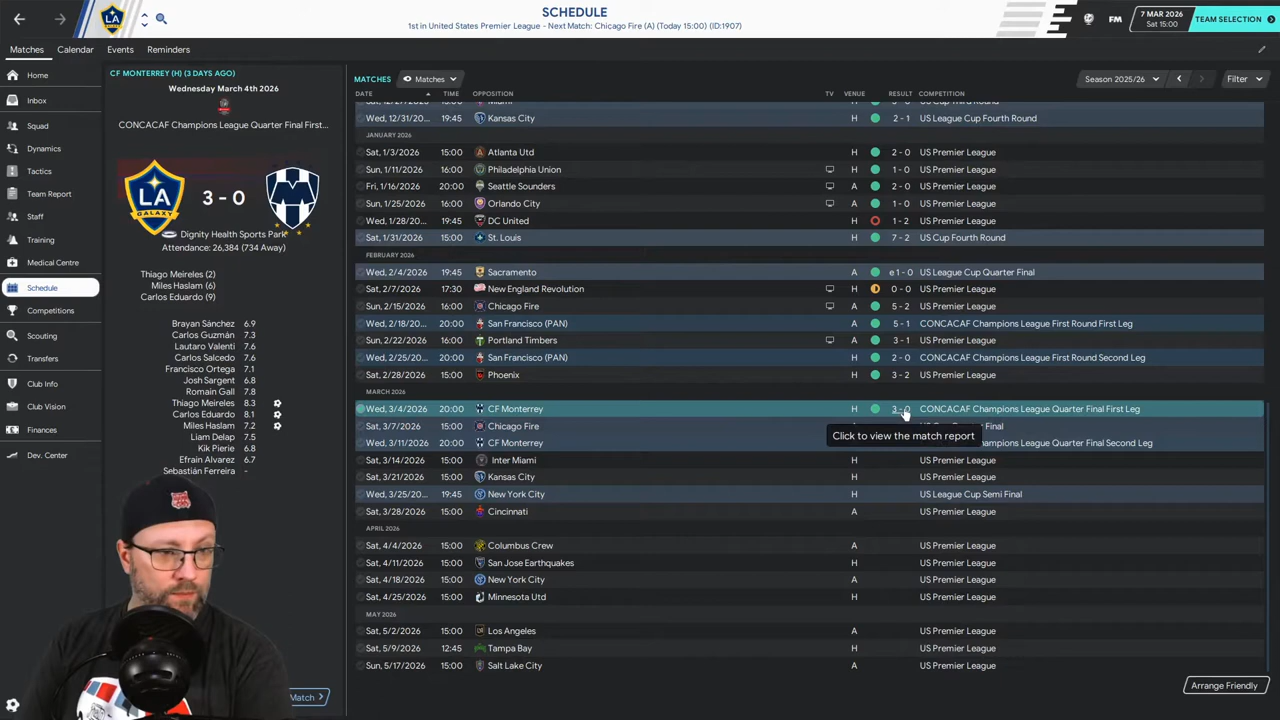 SCHEDULE
1st in United States Premier League - Next Match: Chicago Fire (A) (Today 15:00) (ID:1907)
FM
7 MAR 2026
Sat 15:00
TEAM SELECTION
Matches Calendar Events Reminders
Home
Inbox
Squad
Dynamics
Tactics
Team Report
Staff
Training
Medical Centre
Schedule
Competitions
Scouting
Transfers
Club Info
Club Vision
Finances
Dev. Center
CF MONTERREY (H) (3 DAYS AGO)
Wednesday March 4th 2026
CONCACAF Champions League Quarter Final First...
LA 3 - 0
Dignity Health Sports Park
Attendance: 26,384 (734 Away)
Thiago Meireles (2)
Miles Haslam (6)
Carlos Eduardo (9)
Brayan Sánchez 6.9
Carlos Guzmán 7.3
Lautaro Valenti 7.6
Carlos Salcedo 7.6
Francisco Ortega 7.1
Josh Sargent 6.8
Romain Gall 7.8
Thiago Meireles 8.3
Carlos Eduardo 8.1
Miles Haslam 7.2
Liam Delap 7.5
Kik Pierie 6.8
Efrain Alvarez 6.7
Sebastián Ferreira -
Match
MATCHES Matches Season 2025/26 Filter
DATE TIME OPPOSITION TV VENUE RESULT COMPETITION
Wed, 12/31/20... 19:45 Kansas City H 2 - 1 US League Cup Fourth Round
JANUARY 2026
Sat, 1/3/2026 15:00 Atlanta Utd H 2 - 0 US Premier League
Sun, 1/11/2026 16:00 Philadelphia Union H 1 - 0 US Premier League
Fri, 1/16/2026 20:00 Seattle Sounders A 2 - 0 US Premier League
Sun, 1/25/2026 16:00 Orlando City A 1 - 0 US Premier League
Wed, 1/28/20... 19:45 DC United H 1 - 2 US Premier League
Sat, 1/31/2026 15:00 St. Louis H 7 - 2 US Cup Fourth Round
FEBRUARY 2026
Wed, 2/4/2026 19:45 Sacramento A e 1 - 0 US League Cup Quarter Final
Sat, 2/7/2026 17:30 New England Revolution H 0 - 0 US Premier League
Sun, 2/15/2026 16:00 Chicago Fire A 5 - 2 US Premier League
Wed, 2/18/20... 20:00 San Francisco (PAN) A 5 - 1 CONCACAF Champions League First Round First Leg
Sun, 2/22/2026 16:00 Portland Timbers A 3 - 1 US Premier League
Wed, 2/25/20... 20:00 San Francisco (PAN) H 2 - 0 CONCACAF Champions League First Round Second Leg
Sat, 2/28/2026 15:00 Phoenix H 3 - 2 US Premier League
MARCH 2026
Wed, 3/4/2026 20:00 CF Monterrey H 3 - 0 CONCACAF Champions League Quarter Final First Leg
Sat, 3/7/2026 15:00 Chicago Fire Final
Click to view the match report
Wed, 3/11/2026 20:00 CF Monterrey Champions League Quarter Final Second Leg
Sat, 3/14/2026 15:00 Inter Miami H US Premier League
Sat, 3/21/2026 15:00 Kansas City H US Premier League
Wed, 3/25/20... 19:45 New York City H US League Cup Semi Final
Sat, 3/28/2026 15:00 Cincinnati A US Premier League
APRIL 2026
Sat, 4/4/2026 15:00 Columbus Crew A US Premier League
Sat, 4/11/2026 15:00 San Jose Earthquakes H US Premier League
Sat, 4/18/2026 15:00 New York City A US Premier League
Sat, 4/25/2026 15:00 Minnesota Utd H US Premier League
MAY 2026
Sat, 5/2/2026 15:00 Los Angeles A US Premier League
Sat, 5/9/2026 12:45 Tampa Bay H US Premier League
Sun, 5/17/2026 15:00 Salt Lake City A US Premier League
Arrange Friendly